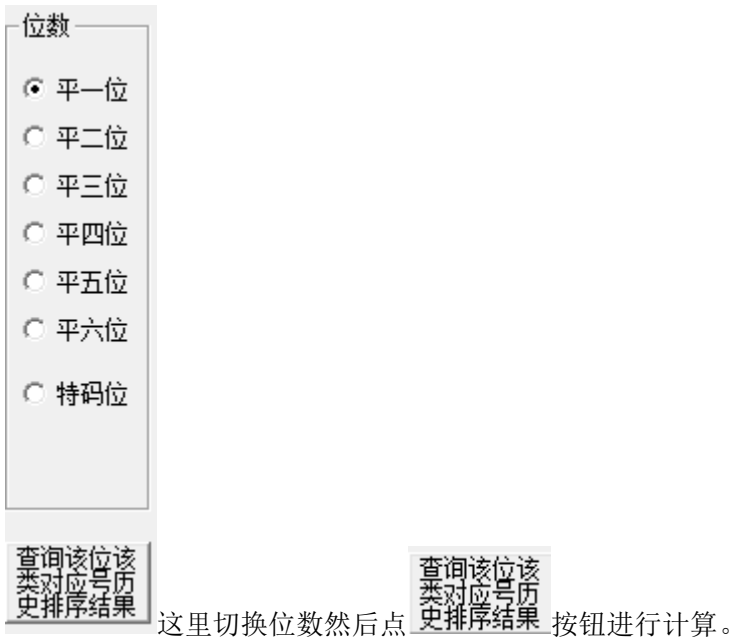 位数
平一位
平二位
平三位
平四位
平五位
平六位
特码位
查询该位该
类对应号历
史排序结果
这里切换位数然后点
查询该位该
类对应号历
史排序结果
按钮进行计算。